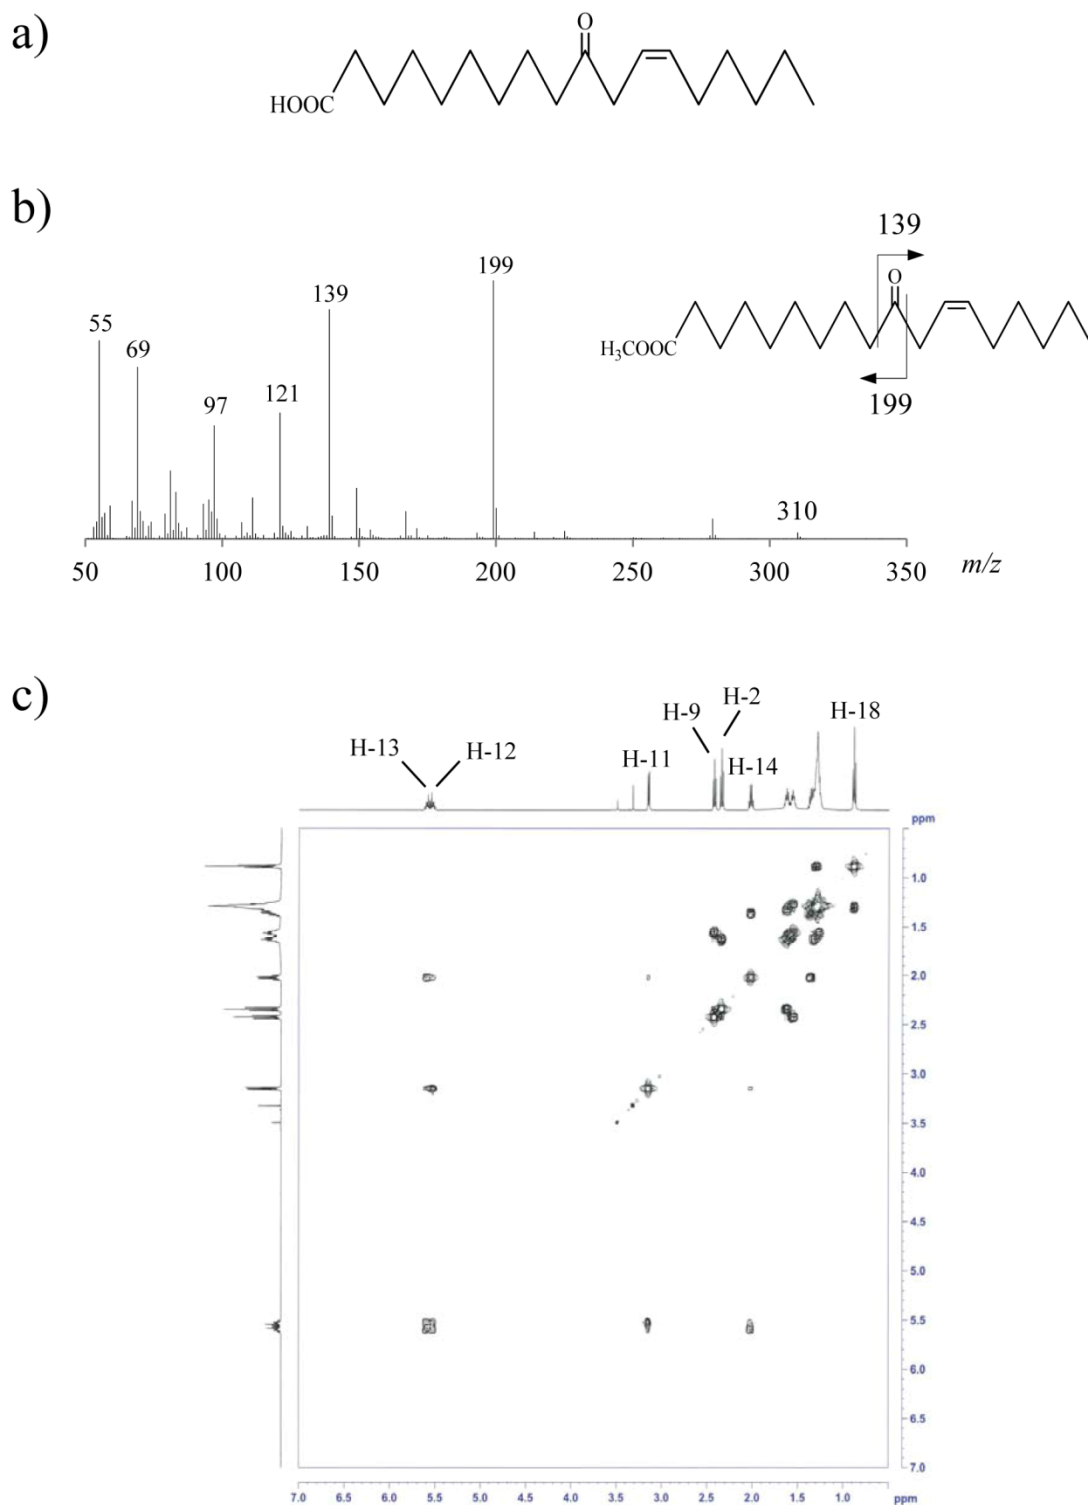 a)
O
HOOC
b)
139
199
139
O
55
H₃COOC
69
121
97
199
310
50 100 150 200 250 300 350 m/z
c)
H-9 H-2
H-18
H-13 H-12 H-11 H-14
ppm
1.0
1.5
2.0
2.5
3.0
3.5
4.0
4.5
5.0
5.5
6.0
6.5
7.0
7.0 6.5 6.0 5.5 5.0 4.5 4.0 3.5 3.0 2.5 2.0 1.5 1.0 ppm